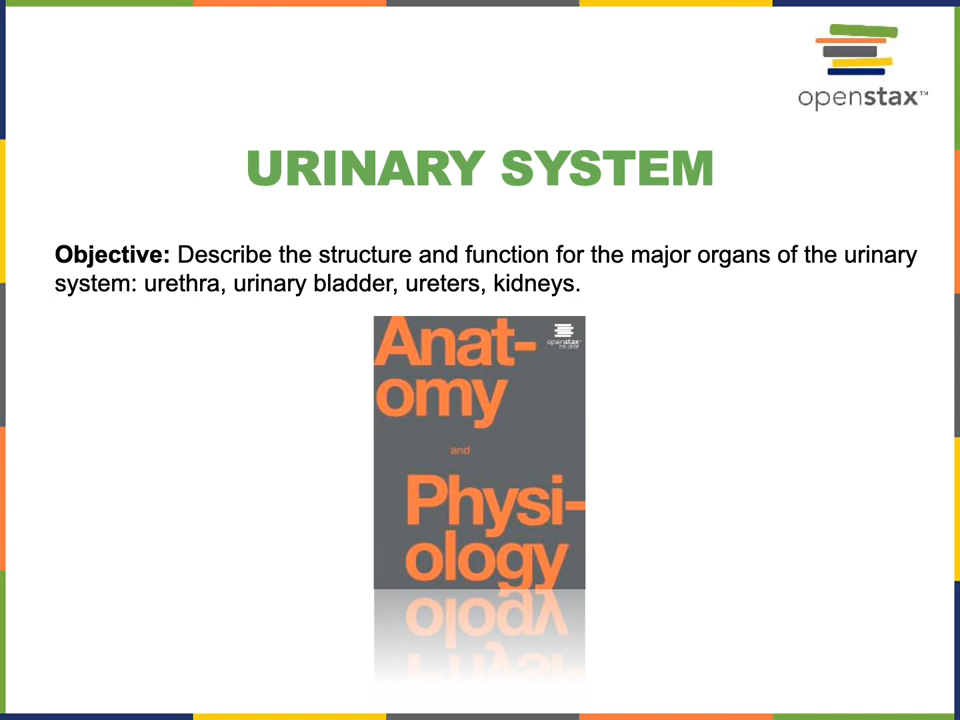 openstax™
URINARY SYSTEM
Objective: Describe the structure and function for the major organs of the urinary
system: urethra, urinary bladder, ureters, kidneys.
Anat-
openstax
omy
and
Physi-
ology